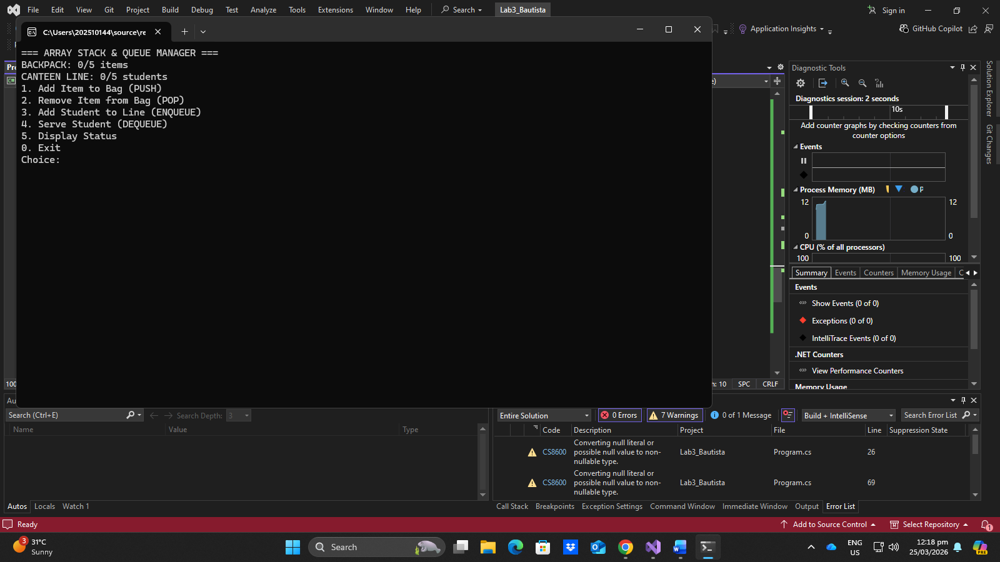 File Edit View Git Project Build Debug Test Analyze Tools Extensions Window Help Search Lab3_Bautista Sign in
C:\Users\202510144\source\re
Application Insights GitHub Copilot
=== ARRAY STACK & QUEUE MANAGER ===
BACKPACK: 0/5 items
CANTEEN LINE: 0/5 students
1. Add Item to Bag (PUSH)
2. Remove Item from Bag (POP)
3. Add Student to Line (ENQUEUE)
4. Serve Student (DEQUEUE)
5. Display Status
0. Exit
Choice:
Pro
C#
100
n: 10 SPC CRLF
Diagnostic Tools
Diagnostics session: 2 seconds
10s
Add counter graphs by checking counters from
counter options
Events
Process Memory (MB) P
12 12
0 0
CPU (% of all processors)
100 100
Summary Events Counters Memory Usage C
Events
Show Events (0 of 0)
Exceptions (0 of 0)
IntelliTrace Events (0 of 0)
.NET Counters
View Performance Counters
Memory Usage
Solution Explorer
Git Changes
Au
Search (Ctrl+E) Search Depth: 3
Name Value Type
Autos Locals Watch 1
Entire Solution 0 Errors 7 Warnings 0 of 1 Message Build + IntelliSense Search Error List
Code Description Project File Line Suppression State
CS8600 Converting null literal or possible null value to non-nullable type. Lab3_Bautista Program.cs 26
CS8600 Converting null literal or possible null value to non-nullable type. Lab3_Bautista Program.cs 69
Call Stack Breakpoints Exception Settings Command Window Immediate Window Output Error List
Ready Add to Source Control Select Repository 1
3 31°C
Sunny
Search
ENG
US
12:18 pm
25/03/2026
PRE